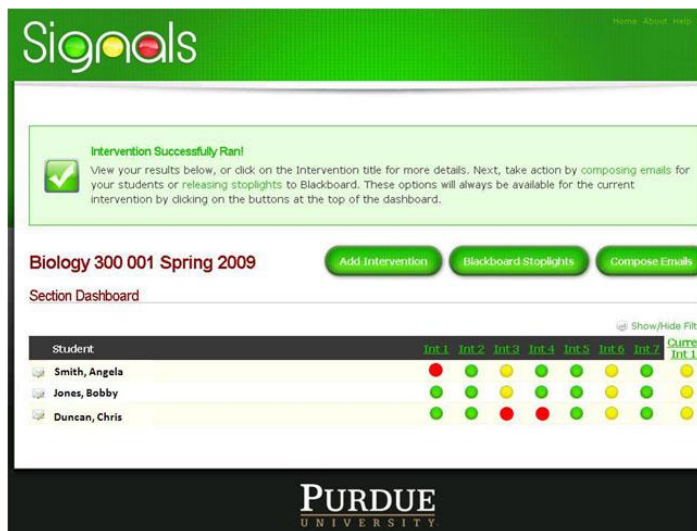 Home About Help
Signals
Intervention Successfully Ran!
View your results below, or click on the Intervention title for more details. Next, take action by composing emails for
your students or releasing stoplights to Blackboard. These options will always be available for the current
intervention by clicking on the buttons at the top of the dashboard.
Biology 300 001 Spring 2009
Add Intervention Blackboard Stoplights Compose Emails
Section Dashboard
Show/Hide Filt
Student Int 1 Int 2 Int 3 Int 4 Int 5 Int 6 Int 7 Curre
Int 1
Smith, Angela
Jones, Bobby
Duncan, Chris
PURDUE
UNIVERSITY